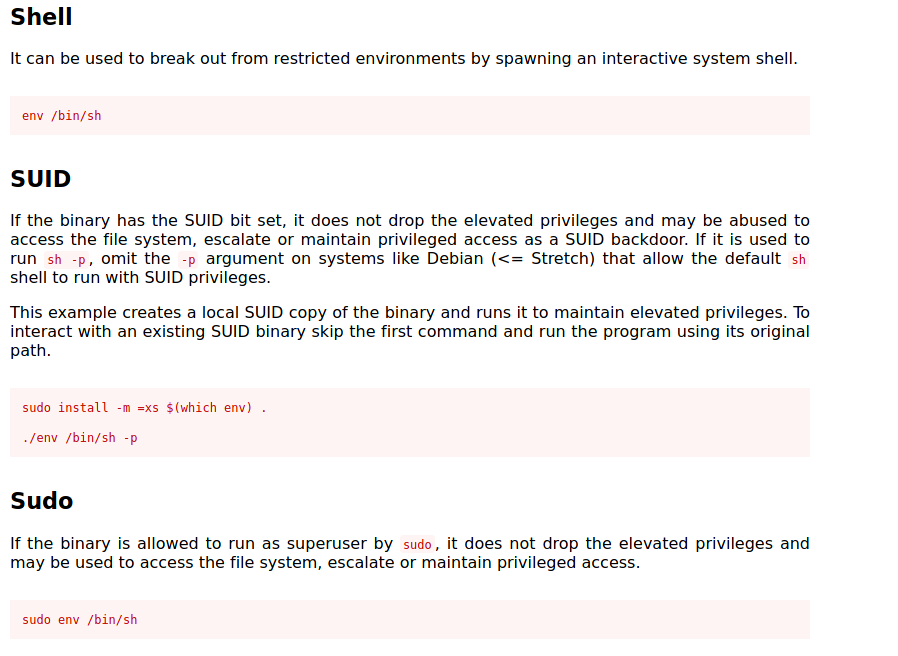 Shell
It can be used to break out from restricted environments by spawning an interactive system shell.
env /bin/sh
SUID
If the binary has the SUID bit set, it does not drop the elevated privileges and may be abused to
access the file system, escalate or maintain privileged access as a SUID backdoor. If it is used to
run sh -p, omit the -p argument on systems like Debian (<= Stretch) that allow the default sh
shell to run with SUID privileges.
This example creates a local SUID copy of the binary and runs it to maintain elevated privileges. To
interact with an existing SUID binary skip the first command and run the program using its original
path.
sudo install -m =xs $(which env) .
./env /bin/sh -p
Sudo
If the binary is allowed to run as superuser by sudo, it does not drop the elevated privileges and
may be used to access the file system, escalate or maintain privileged access.
sudo env /bin/sh